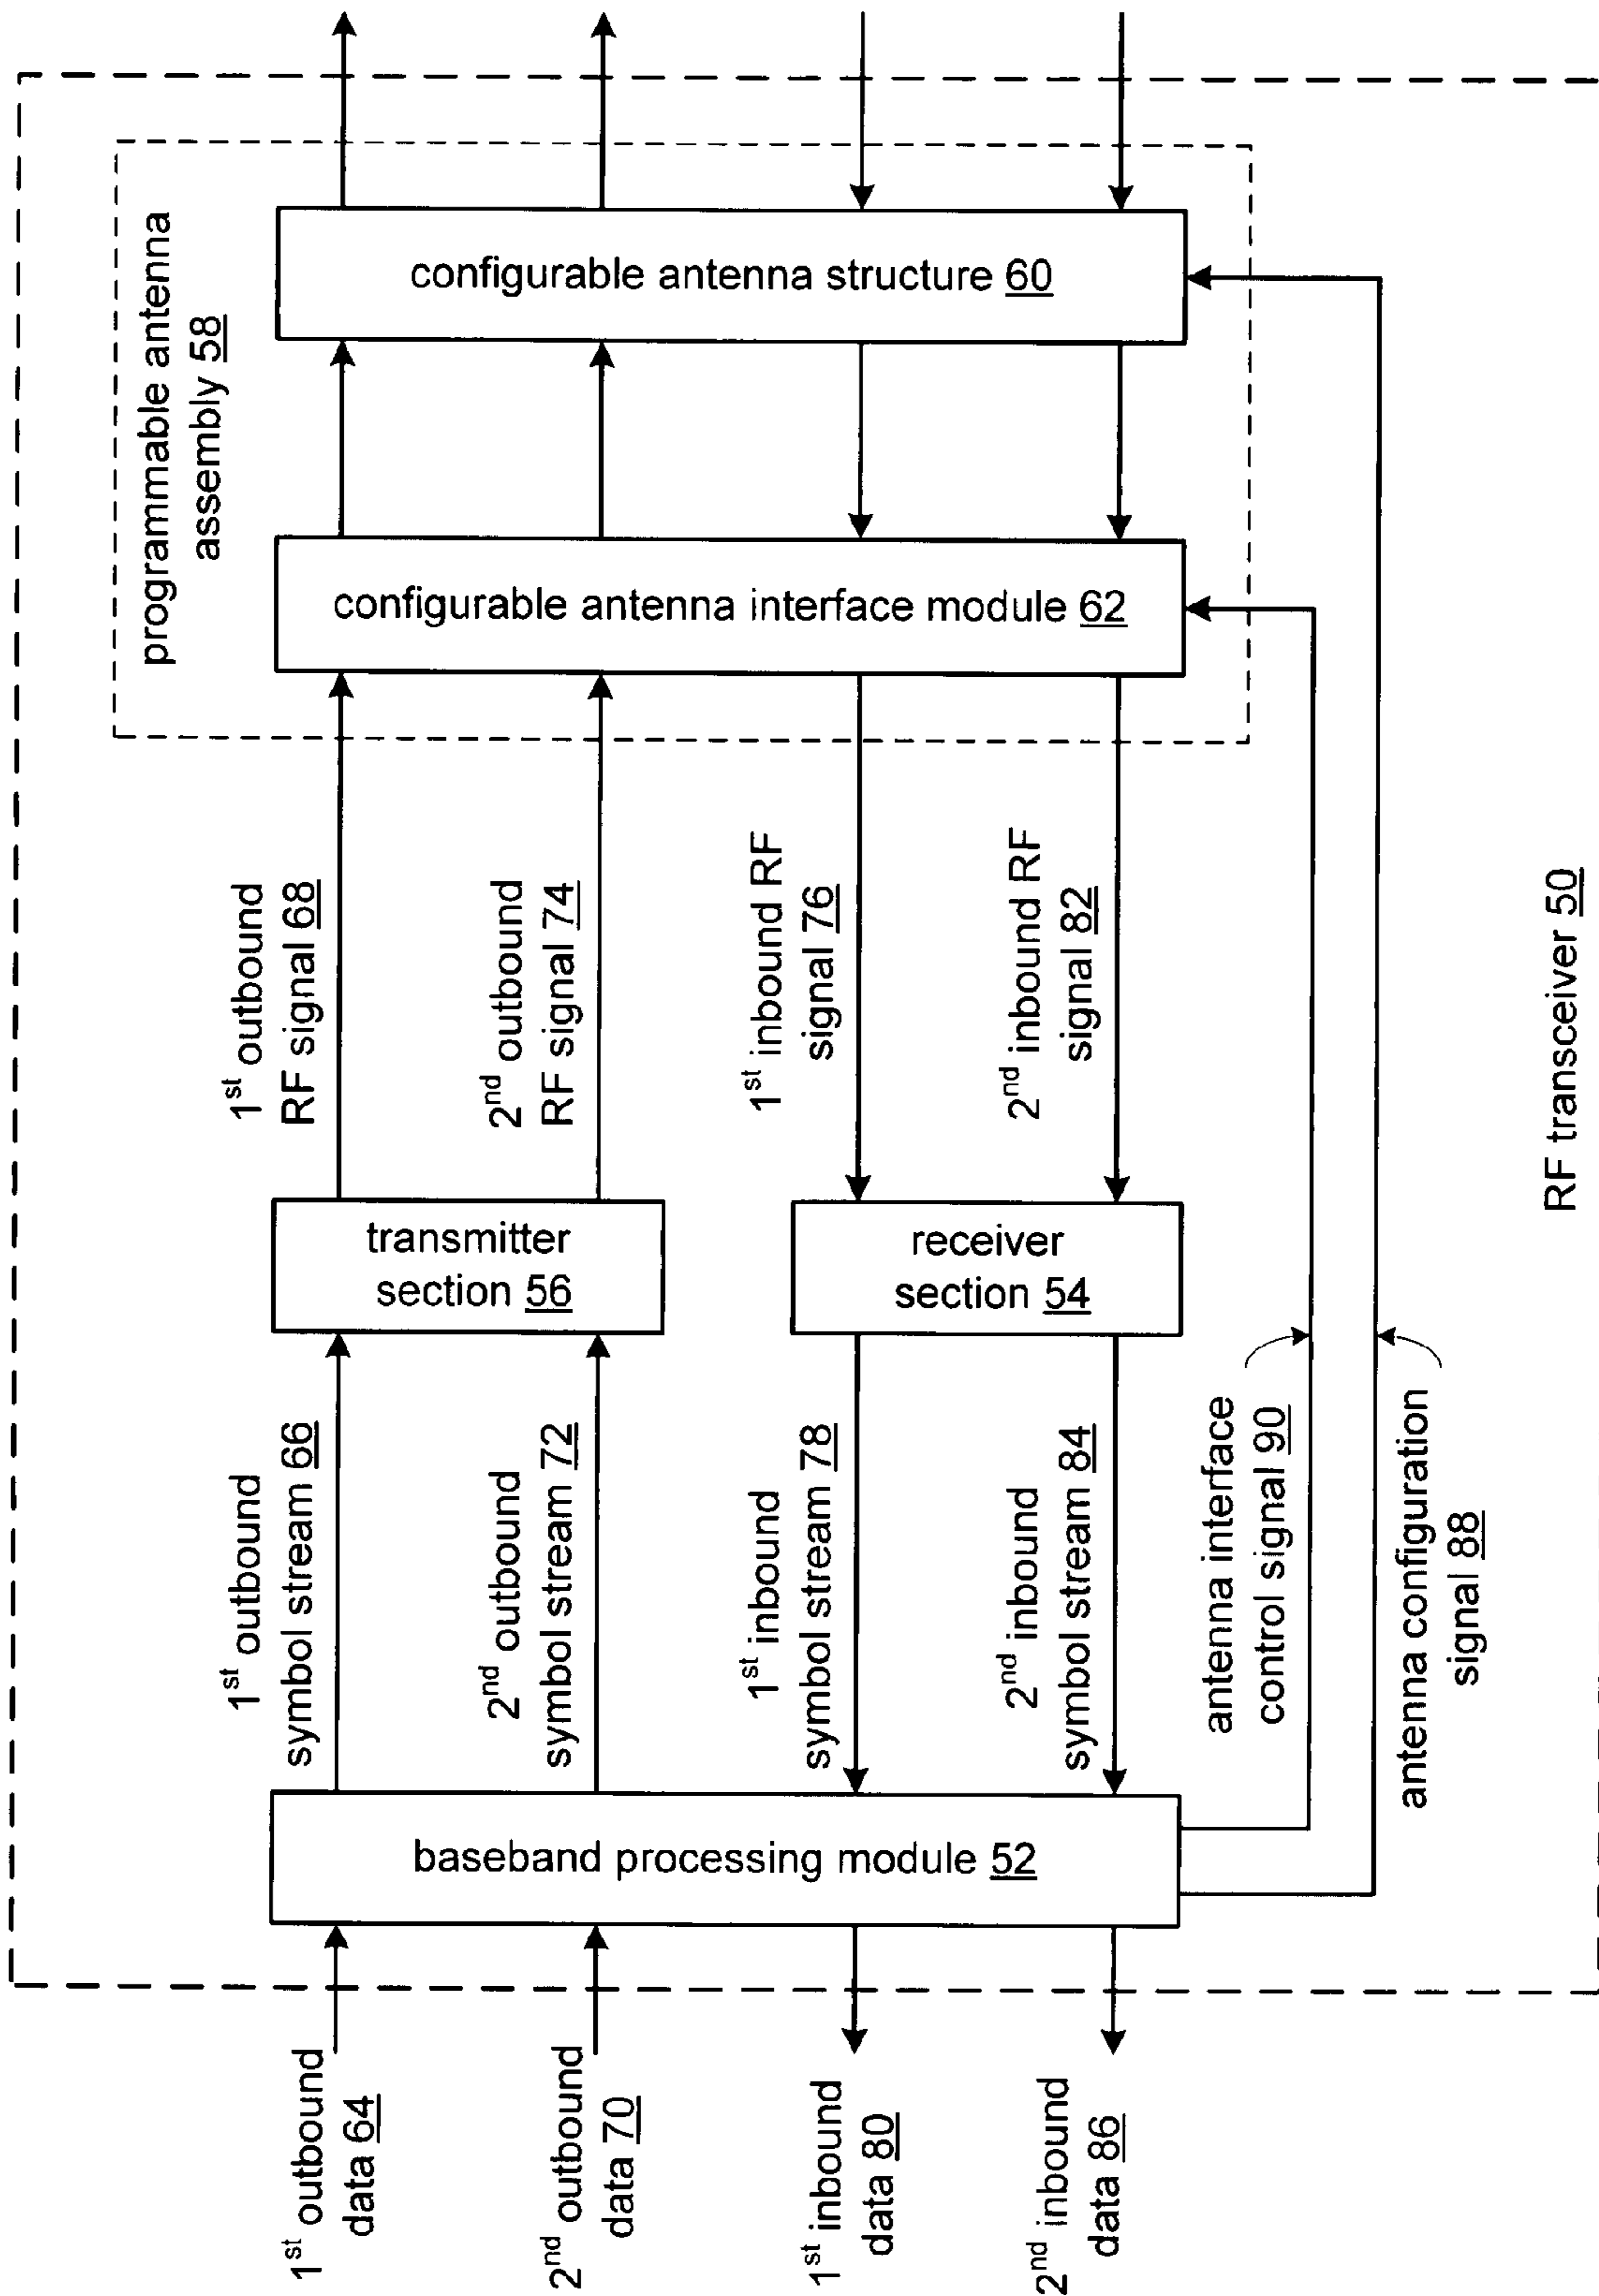 programmable antenna
assembly 58
configurable antenna structure 60
configurable antenna interface module 62
1st outbound
RF signal 68
2nd outbound
RF signal 74
1st inbound RF
signal 76
2nd inbound RF
signal 82
transmitter
section 56
receiver
section 54
1st outbound
symbol stream 66
2nd outbound
symbol stream 72
1st inbound
symbol stream 78
2nd inbound
symbol stream 84
antenna interface
control signal 90
antenna configuration
signal 88
baseband processing module 52
1st outbound
data 64
2nd outbound
data 70
1st inbound
data 80
2nd inbound
data 86
RF transceiver 50